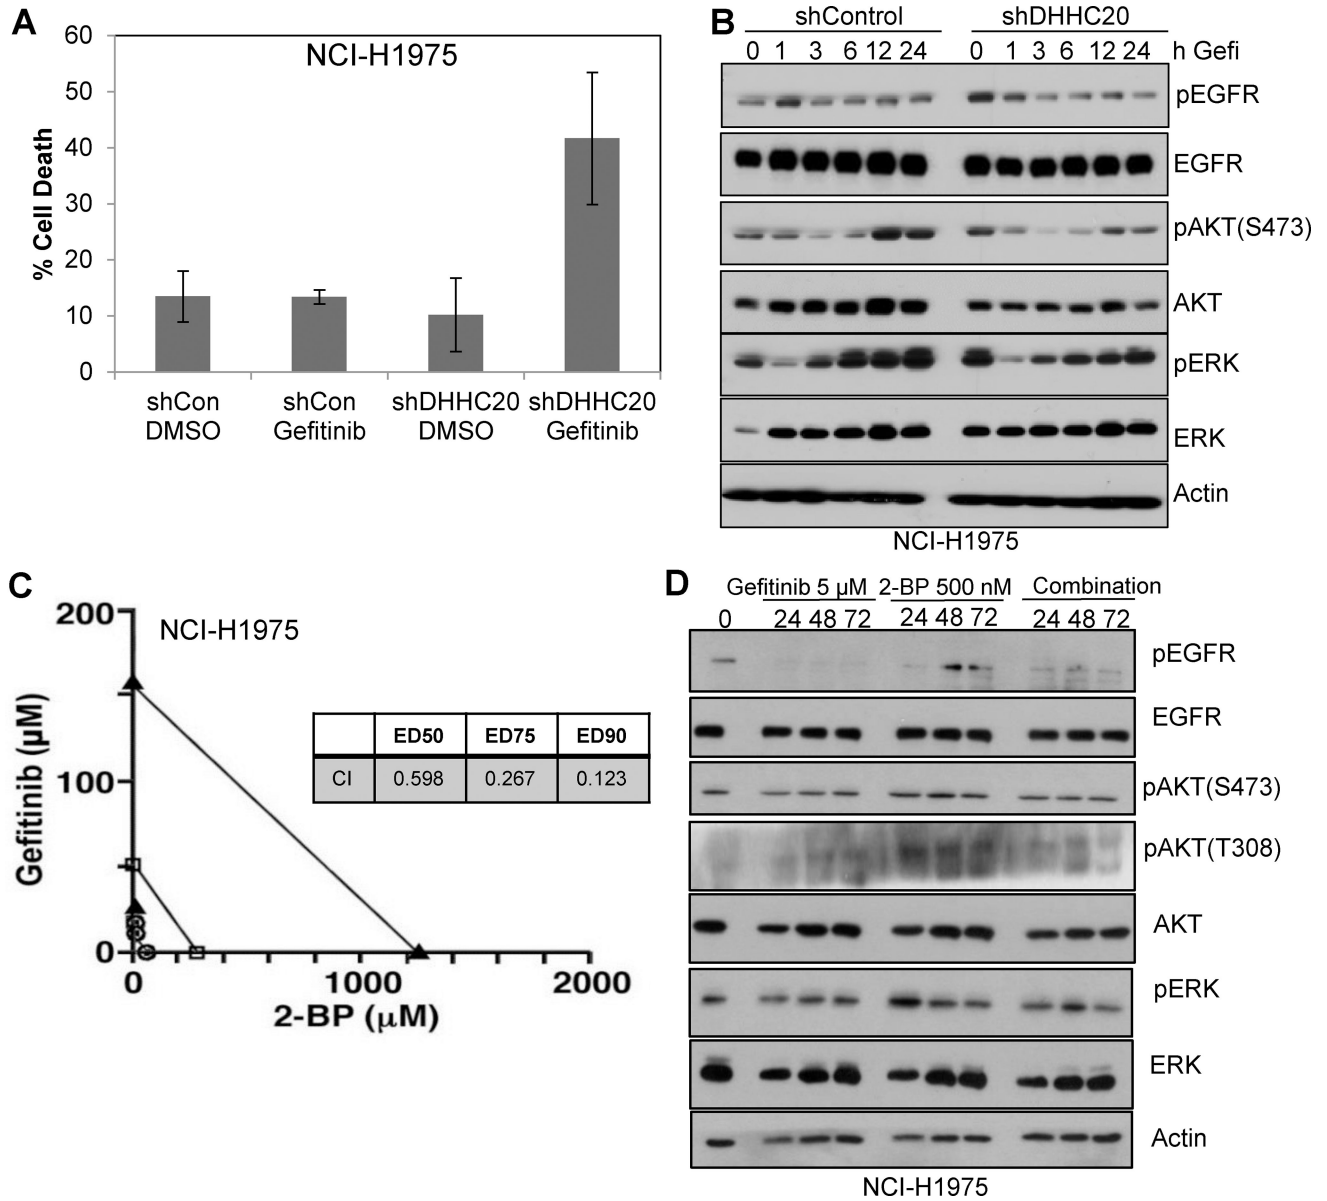 A
NCI-H1975
60
50
40
30
20
10
0
% Cell Death
shCon DMSO
shCon Gefitinib
shDHHC20 DMSO
shDHHC20 Gefitinib
B
shControl shDHHC20
0 1 3 6 12 24 0 1 3 6 12 24 h Gefi
pEGFR
EGFR
pAKT(S473)
AKT
pERK
ERK
Actin
NCI-H1975
C
NCI-H1975
200
100
0
Gefitinib (µM)
ED50 ED75 ED90
CI 0.598 0.267 0.123
0 1000 2000
2-BP (µM)
D
Gefitinib 5 µM 2-BP 500 nM Combination
0 24 48 72 24 48 72 24 48 72
pEGFR
EGFR
pAKT(S473)
pAKT(T308)
AKT
pERK
ERK
Actin
NCI-H1975